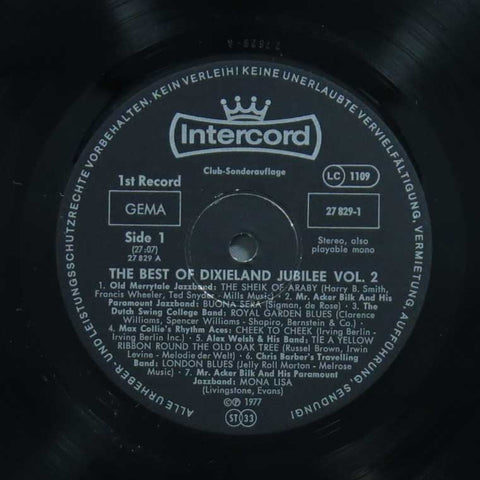 27829-A
ALLE URHEBER- UND LEISTUNGSSCHUTZRECHTE VORBEHALTEN. KEIN VERLEIH! KEINE UNERLAUBTE VERVIELFÄLTIGUNG, VERMIETUNG, AUFFÜHRUNG, SENDUNG!
Intercord
Club-Sonderauflage
1st Record
LC 1109
GEMA
27 829-1
Side 1
(27:07)
27 829 A
Stereo, also
playable mono
THE BEST OF DIXIELAND JUBILEE VOL. 2
1. Old Merrytale Jazzband: THE SHEIK OF ARABY (Harry B. Smith,
Francis Wheeler, Ted Snyder - Mills Music) · 2. Mr. Acker Bilk And His
Paramount Jazzband: BUONA SERA (Sigman, de Rose) · 3. The
Dutch Swing College Band: ROYAL GARDEN BLUES (Clarence
Williams, Spencer Williams - Shapiro, Bernstein & Co.) ·
4. Max Collie's Rhythm Aces: CHEEK TO CHEEK (Irving Berlin -
Irving Berlin) · 5. Alex Welsh & His Band: TIE A YELLOW
RIBBON ROUND THE OLD OAK TREE (Russel Brown, Irwin
Levine - Melodie der Welt) · 6. Chris Barber's Travelling
Band: LONDON BLUES (Jelly Roll Morton - Melrose)
· 7. Mr. Acker Bilk And His Paramount
Jazzband: MONA LISA
(Livingstone, Evans)
©℗ 1977
ST 33